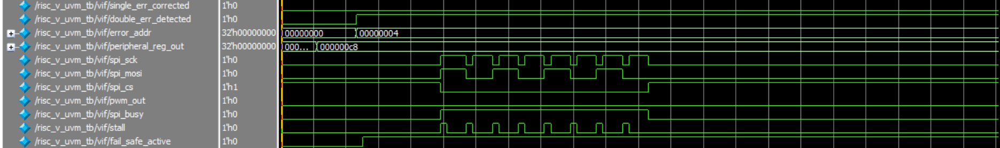 /risc_v_uvm_tb/vif/single_err_corrected 1'h0
/risc_v_uvm_tb/vif/double_err_detected 1'h0
/risc_v_uvm_tb/vif/error_addr 32'h00000000 00000000 00000004
/risc_v_uvm_tb/vif/peripheral_reg_out 32'h00000000 000... 000000c8
/risc_v_uvm_tb/vif/spi_sck 1'h0
/risc_v_uvm_tb/vif/spi_mosi 1'h0
/risc_v_uvm_tb/vif/spi_cs 1'h1
/risc_v_uvm_tb/vif/pwm_out 1'h0
/risc_v_uvm_tb/vif/spi_busy 1'h0
/risc_v_uvm_tb/vif/stall 1'h0
/risc_v_uvm_tb/vif/fail_safe_active 1'h0